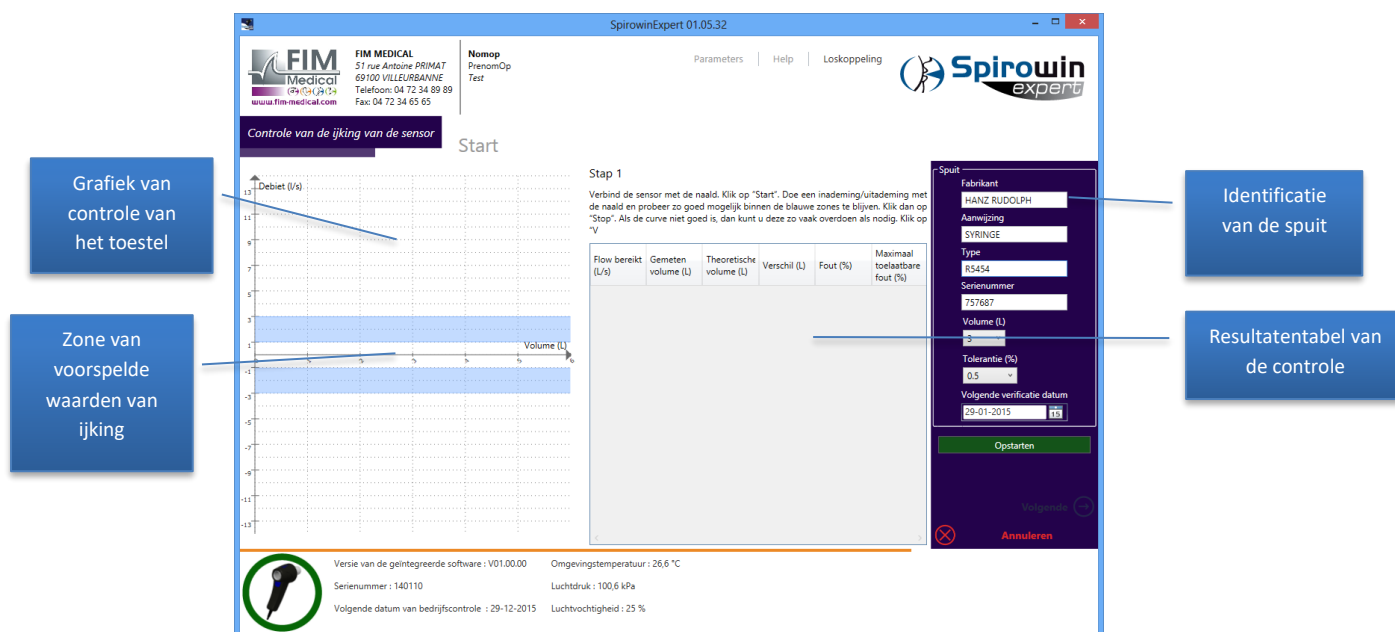 SpirowinExpert 01.05.32
FIM
Medical
www.fim-medical.com
FIM MEDICAL
51 rue Antoine PRIMAT
69100 VILLEURBANNE
Telefoon: 04 72 34 89 89
Fax: 04 72 34 65 65
Nomop
PrenomOp
Test
Parameters
Help
Loskoppeling
Spirowin
expert
Controle van de ijking van de sensor
Start
Grafiek van
controle van
het toestel
Zone van
voorspelde
waarden van
ijking
Debiet (l/s)
13
11
9
7
5
3
1
Volume (L)
-1
-3
-5
-7
-9
-11
-13
Stap 1
Verbind de sensor met de naald. Klik op "Start". Doe een inademing/uitademing met
de naald en probeer zo goed mogelijk binnen de blauwe zones te blijven. Klik dan op
"Stop". Als de curve niet goed is, dan kunt u deze zo vaak overdoen als nodig. Klik op
"V
Flow bereikt
(L/s)
Gemeten
volume (L)
Theoretische
volume (L)
Verschil (L)
Fout (%)
Maximaal
toelaatbare
fout (%)
Spuit
Fabrikant
HANZ RUDOLPH
Aanwijzing
SYRINGE
Type
R5454
Serienummer
757687
Volume (L)
3
Tolerantie (%)
0.5
Volgende verificatie datum
29-01-2015
15
Opstarten
Volgende
Annuleren
Identificatie
van de spuit
Resultatentabel van
de controle
Versie van de geïntegreerde software : V01.00.00
Serienummer : 140110
Volgende datum van bedrijfscontrole : 29-12-2015
Omgevingstemperatuur : 26,6 °C
Luchtdruk : 100,6 kPa
Luchtvochtigheid : 25 %